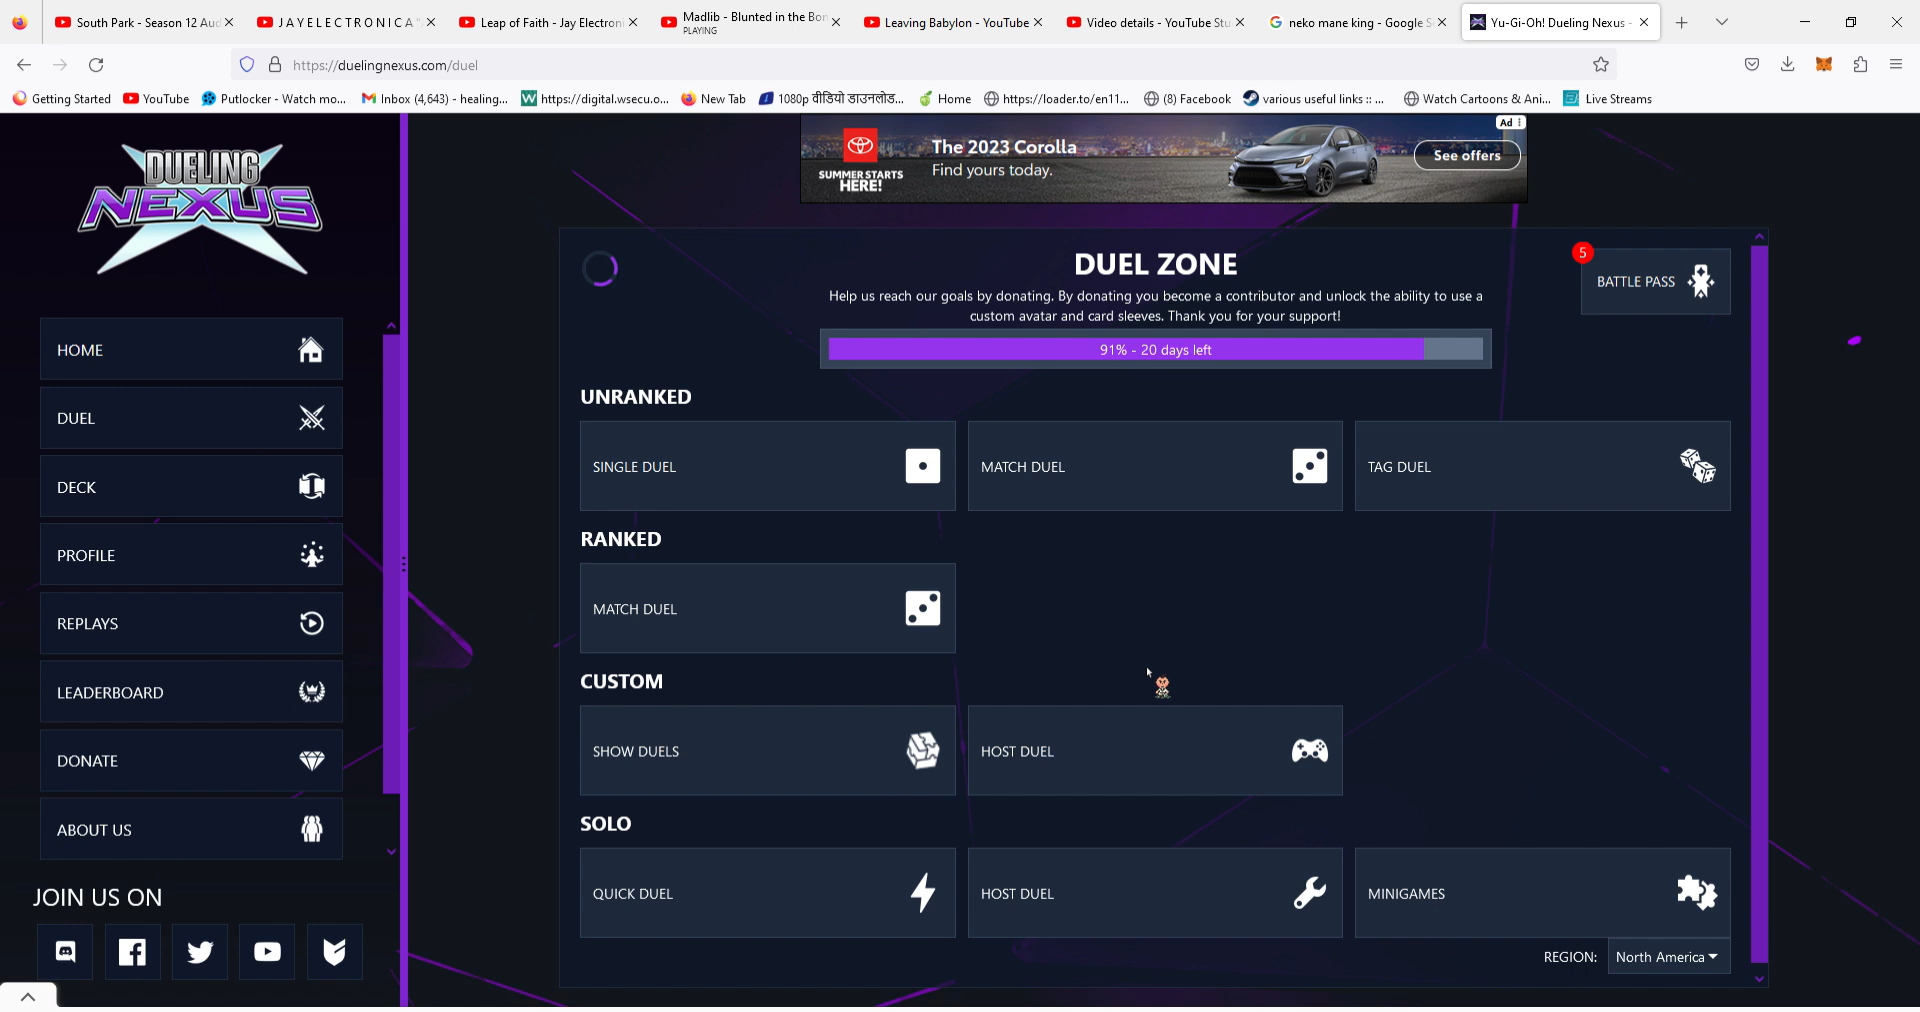 South Park - Season 12 Aud
J A Y E L E C T R O N I C A "
Leap of Faith - Jay Electroni
Madlib - Blunted in the Bom
PLAYING
Leaving Babylon - YouTube
Video details - YouTube Stu
neko mane king - Google Se
Yu-Gi-Oh! Dueling Nexus -
https://duelingnexus.com/duel
Getting Started
YouTube
Putlocker - Watch mo...
Inbox (4,643) - healing...
https://digital.wsecu.o...
New Tab
1080p वीडियो डाउनलोड...
Home
https://loader.to/en11...
(8) Facebook
various useful links :: ...
Watch Cartoons & Ani...
Live Streams
DUELING
NEXUS
HOME
DUEL
DECK
PROFILE
REPLAYS
LEADERBOARD
DONATE
ABOUT US
JOIN US ON
SUMMER STARTS
HERE!
The 2023 Corolla
Find yours today.
See offers
Ad
DUEL ZONE
Help us reach our goals by donating. By donating you become a contributor and unlock the ability to use a
custom avatar and card sleeves. Thank you for your support!
91% - 20 days left
5
BATTLE PASS
UNRANKED
SINGLE DUEL
MATCH DUEL
TAG DUEL
RANKED
MATCH DUEL
CUSTOM
SHOW DUELS
HOST DUEL
SOLO
QUICK DUEL
HOST DUEL
MINIGAMES
REGION:
North America